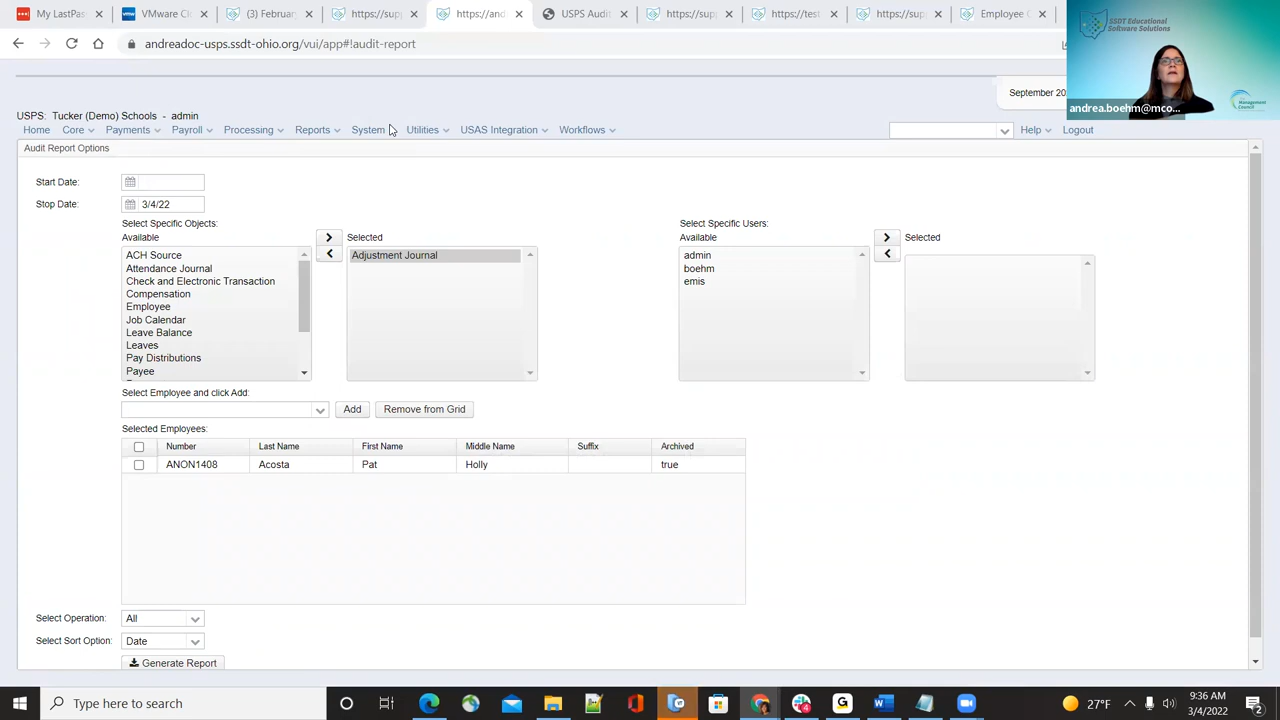 My LastPa
VMware C
(3) Februar
https://sup
https://and
USPS Audit
https://sup
https://tes
https://sup
Employee C
andreadoc-usps.ssdt-ohio.org/vui/app#!audit-report
SSDT Educational
Software Solutions
Management
Council
andrea.boehm@mco...
September 20
USPS: Tucker (Demo) Schools - admin
Home Core Payments Payroll Processing Reports System Utilities USAS Integration Workflows Help Logout
Audit Report Options
Start Date:
Stop Date: 3/4/22
Select Specific Objects: Select Specific Users:
Available Selected Available Selected
ACH Source Adjustment Journal admin
Attendance Journal boehm
Check and Electronic Transaction emis
Compensation
Employee
Job Calendar
Leave Balance
Leaves
Pay Distributions
Payee
Select Employee and click Add:
Add Remove from Grid
Selected Employees:
Number Last Name First Name Middle Name Suffix Archived
ANON1408 Acosta Pat Holly true
Select Operation: All
Select Sort Option: Date
Generate Report
Type here to search
27°F
9:36 AM
3/4/2022